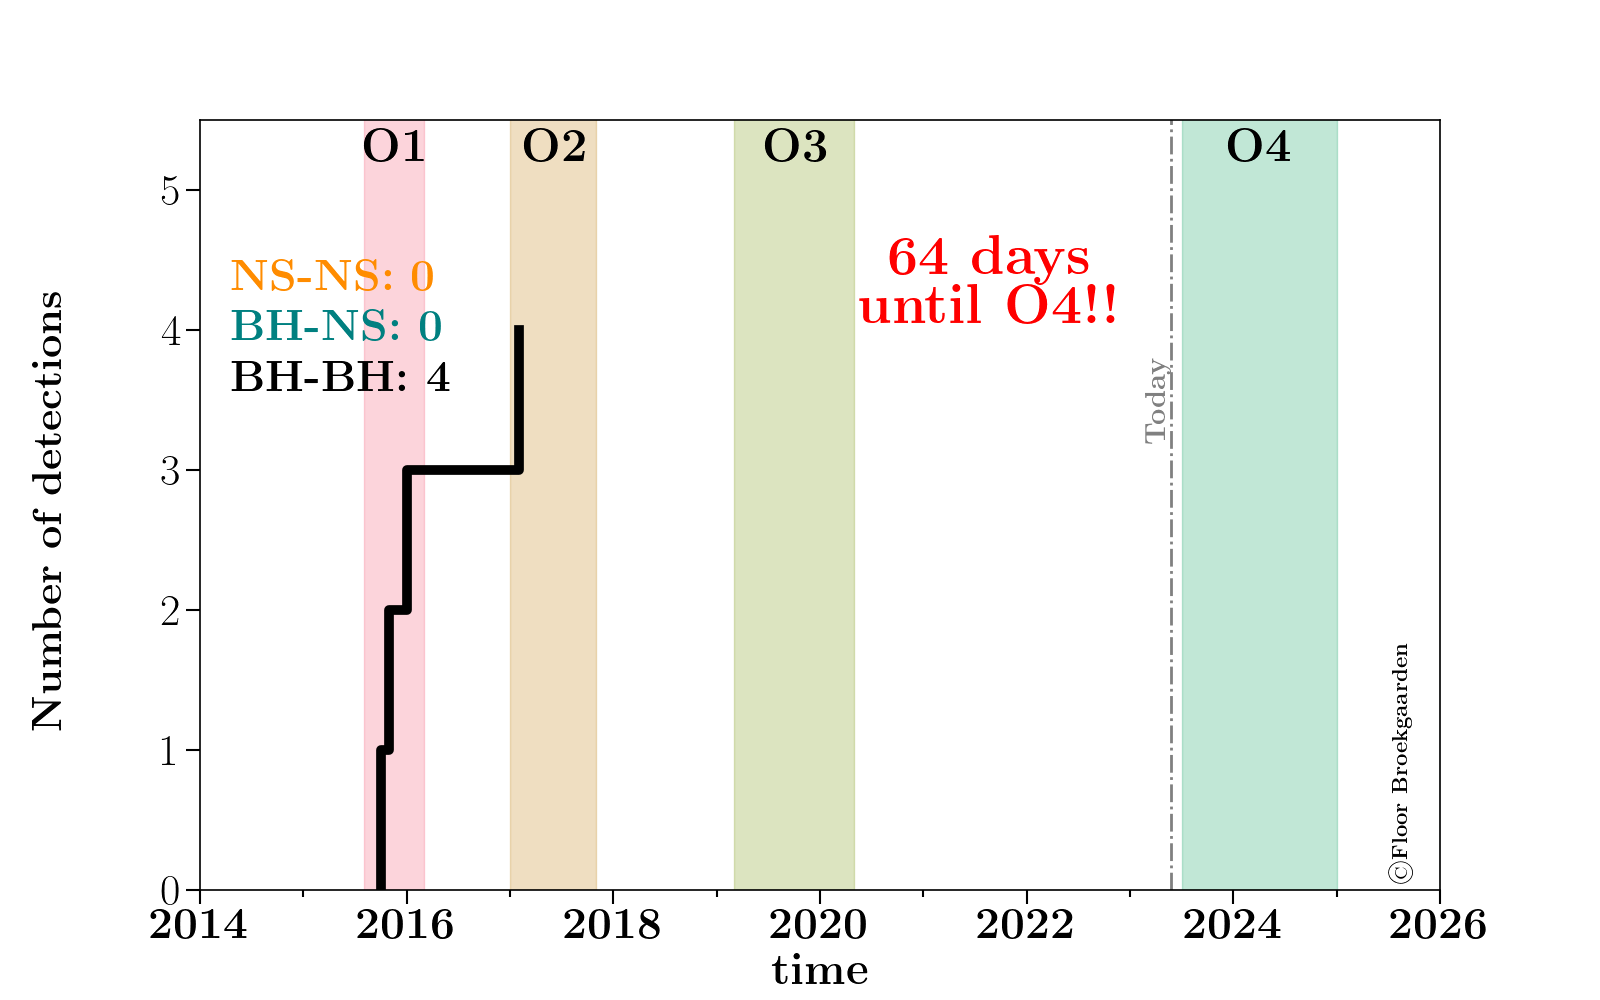 O1
O2
O3
O4
5
4
3
2
1
0
NS-NS: 0
BH-NS: 0
BH-BH: 4
64 days
until O4!!
Today
©Floor Broekgaarden
Number of detections
2014
2016
2018
2020
2022
2024
2026
time